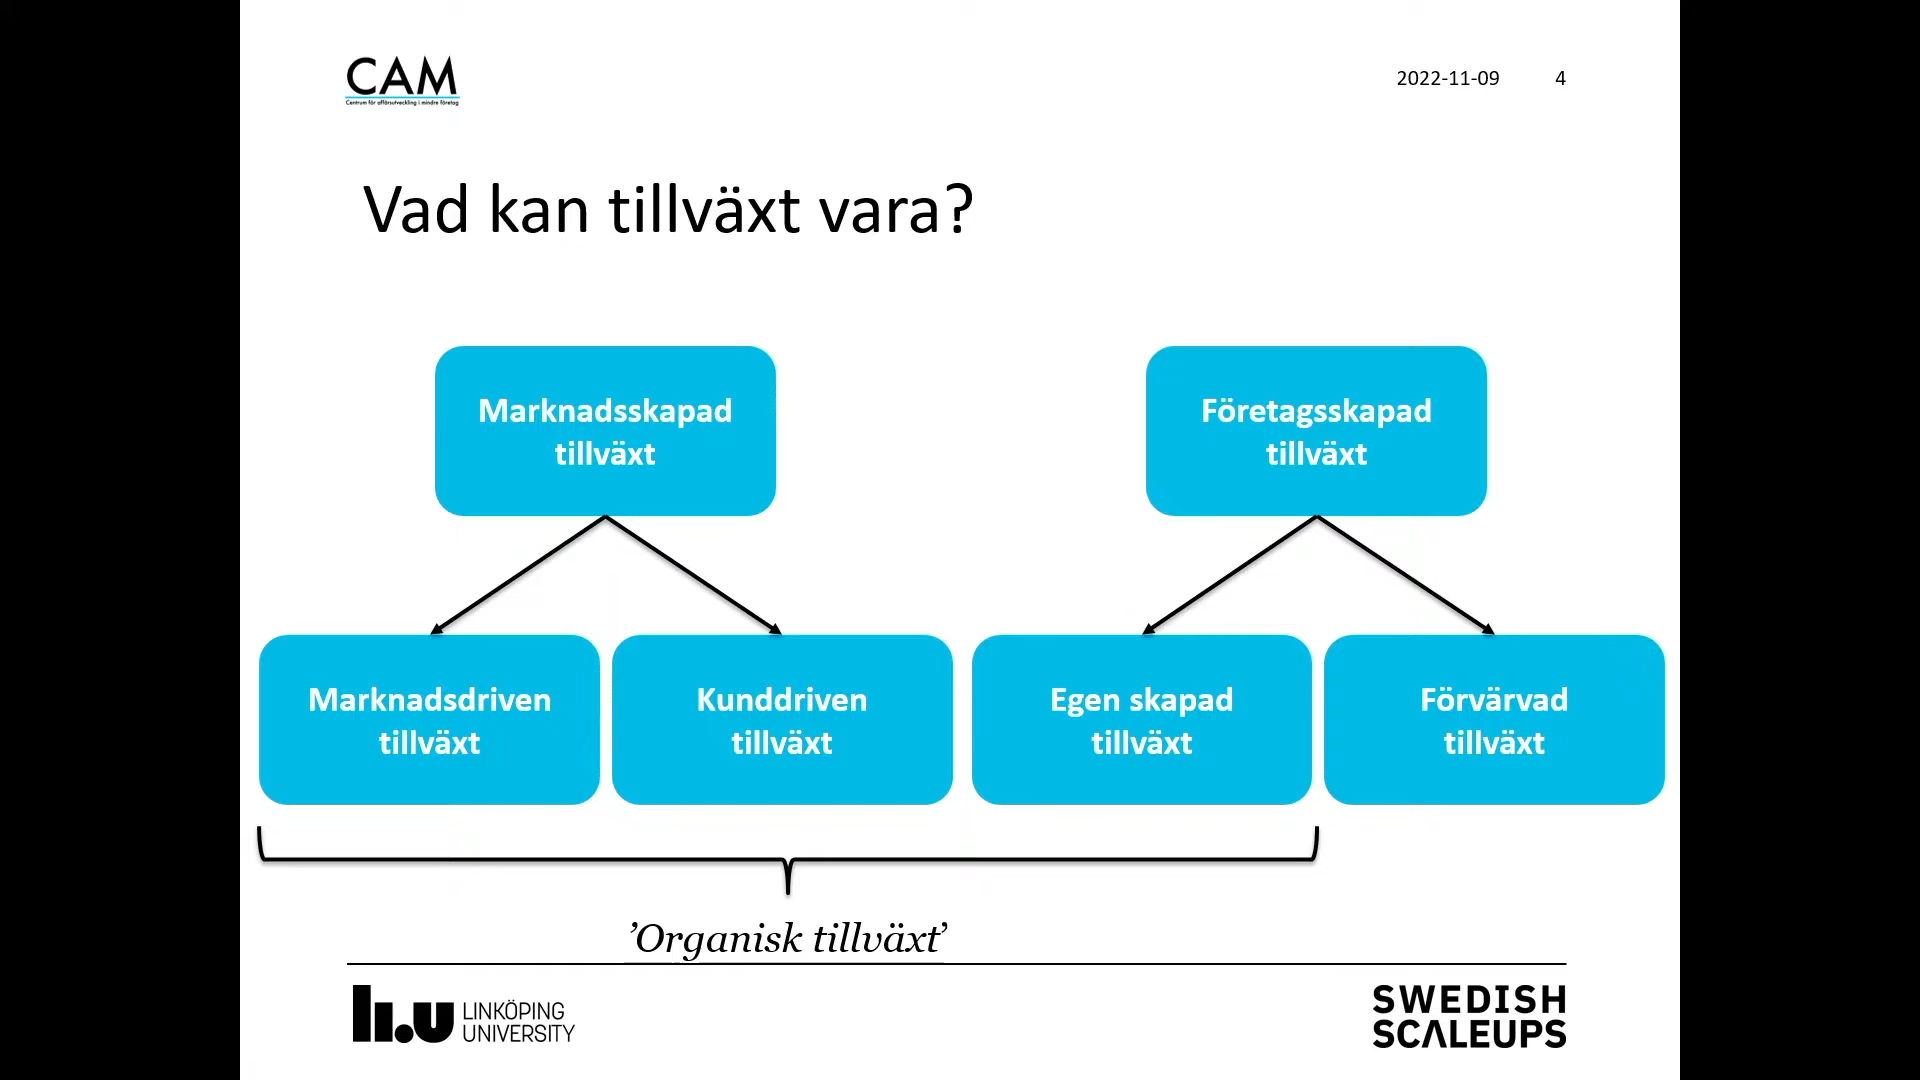 CAM
Centrum för affärsutveckling i mindre företag
2022-11-09 4
Vad kan tillväxt vara?
Marknadsskapad
tillväxt
Företagsskapad
tillväxt
Marknadsdriven
tillväxt
Kunddriven
tillväxt
Egen skapad
tillväxt
Förvärvad
tillväxt
’Organisk tillväxt’
li.u LINKÖPING
UNIVERSITY
SWEDISH
SCALEUPS